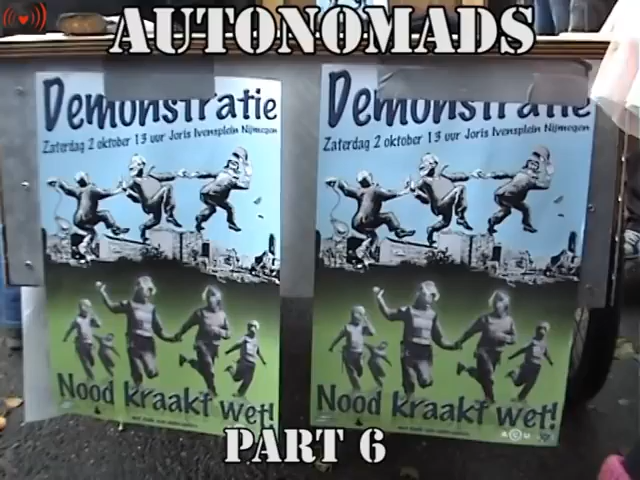 AUTONOMADS
Demonstratie
Zaterdag 2 oktober 13 uur Joris Ivensplein Nijmegen
Nood kraakt wet!
Demonstratie
Zaterdag 2 oktober 13 uur Joris Ivensplein Nijmegen
Nood kraakt wet!
PART 6